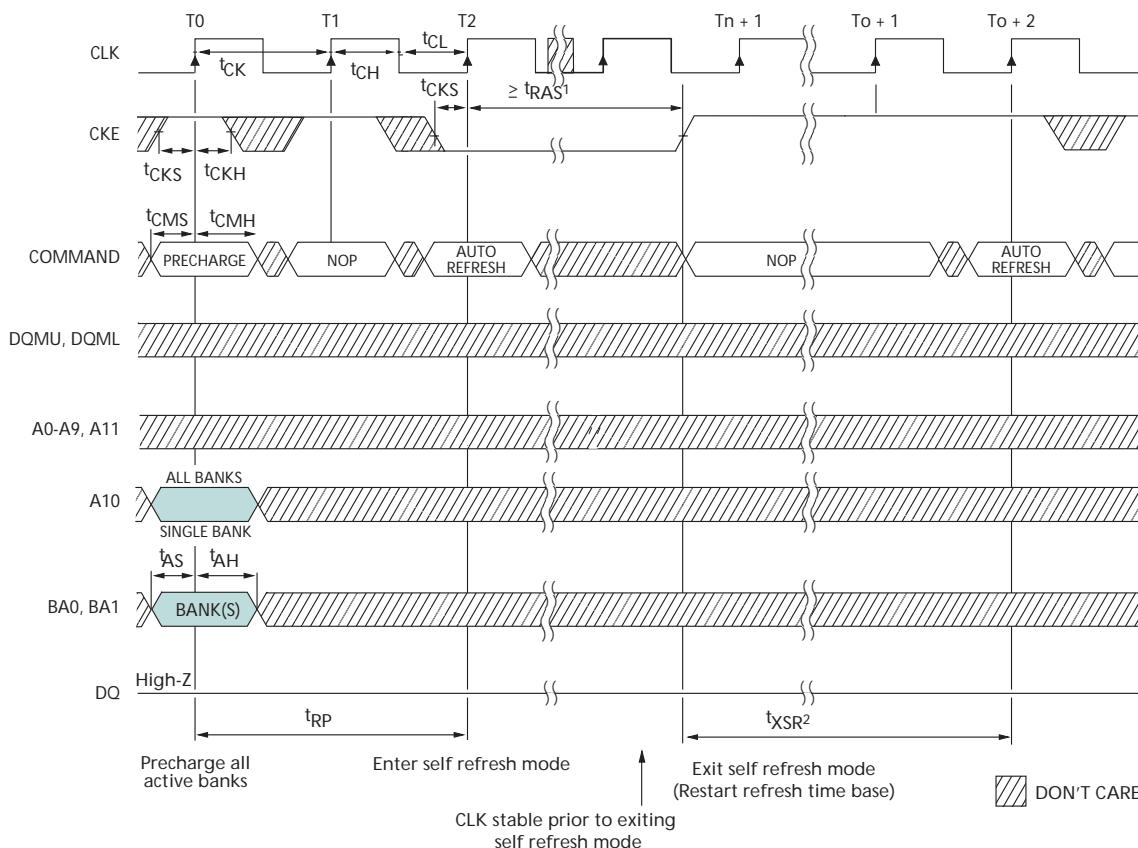 T0 T1 T2 Tn + 1 To + 1 To + 2
CLK
tCK tCH tCL
tCKS ≥ tRAS1
CKE
tCKS tCKH
tCMS tCMH
COMMAND PRECHARGE NOP AUTO REFRESH NOP AUTO REFRESH
DQMU, DQML
A0-A9, A11
ALL BANKS
A10
SINGLE BANK
tAS tAH
BA0, BA1 BANK(S)
High-Z
DQ
tRP tXSR2
Precharge all
active banks
Enter self refresh mode
CLK stable prior to exiting
self refresh mode
Exit self refresh mode
(Restart refresh time base)
DON'T CARE